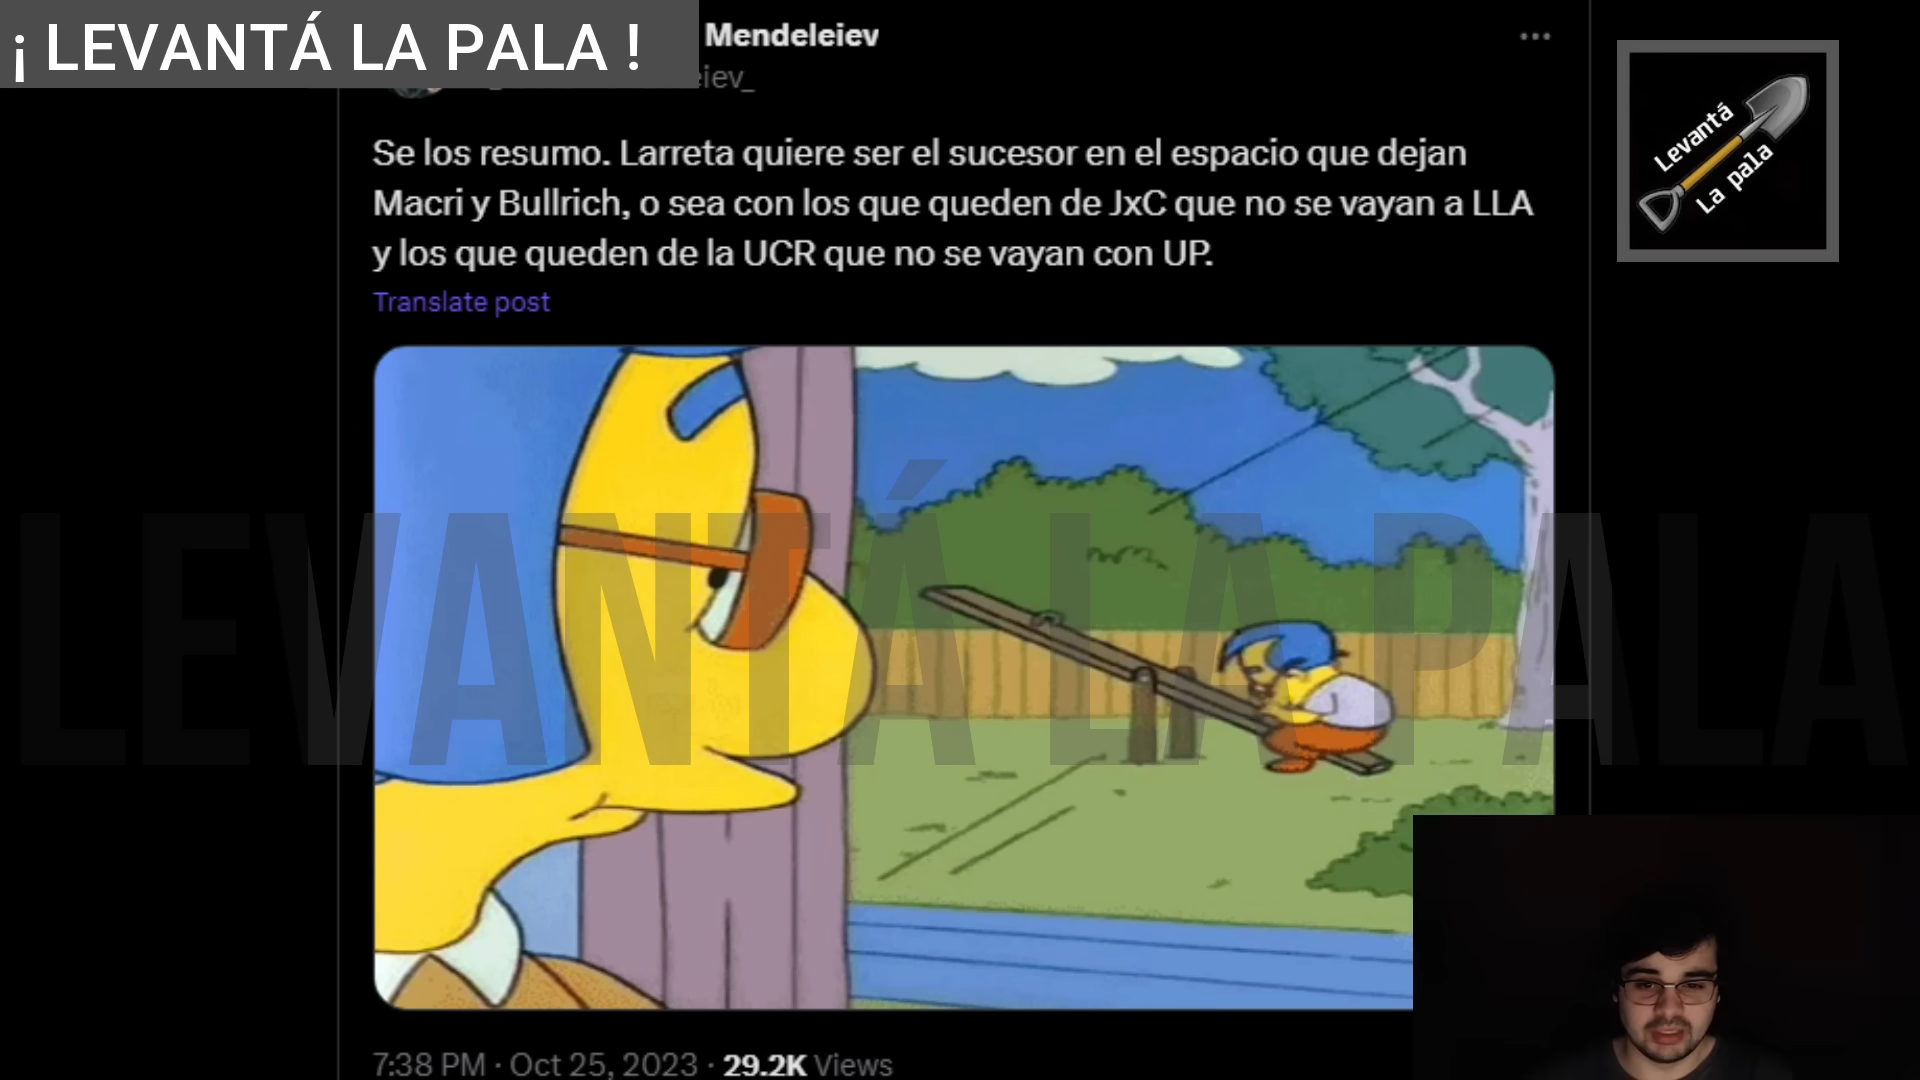 ¡ LEVANTÁ LA PALA !
Mendeleiev
eiev_
Levantá
La pala
Se los resumo. Larreta quiere ser el sucesor en el espacio que dejan
Macri y Bullrich, o sea con los que queden de JxC que no se vayan a LLA
y los que queden de la UCR que no se vayan con UP.
Translate post
LEVANTÁ LA PALA
7:38 PM · Oct 25, 2023 · 29.2K Views